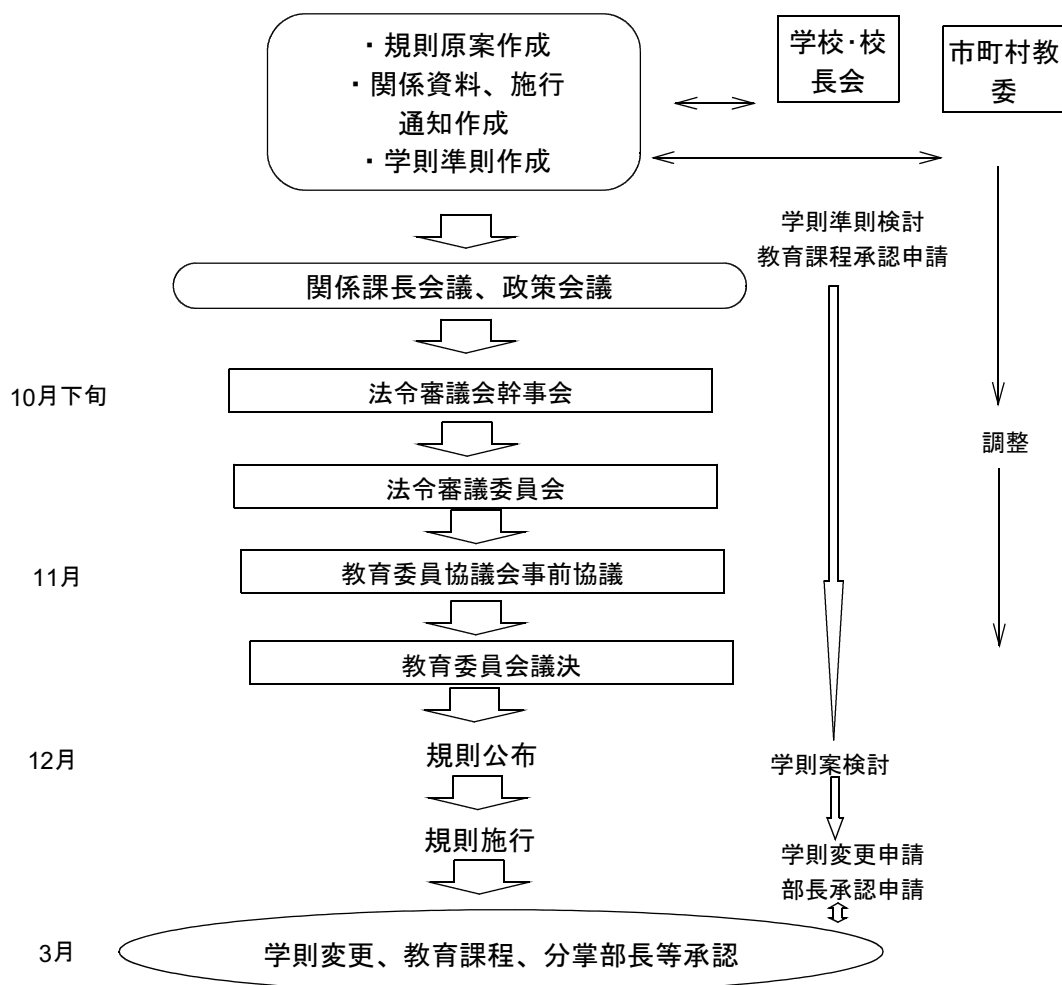 ・規則原案作成
・関係資料、施行
通知作成
・学則準則作成
学校・校
長会
市町村教
委
学則準則検討
教育課程承認申請
関係課長会議、政策会議
10月下旬
法令審議会幹事会
調整
法令審議委員会
11月
教育委員協議会事前協議
教育委員会議決
12月
規則公布
学則案検討
規則施行
学則変更申請
部長承認申請
3月
学則変更、教育課程、分掌部長等承認